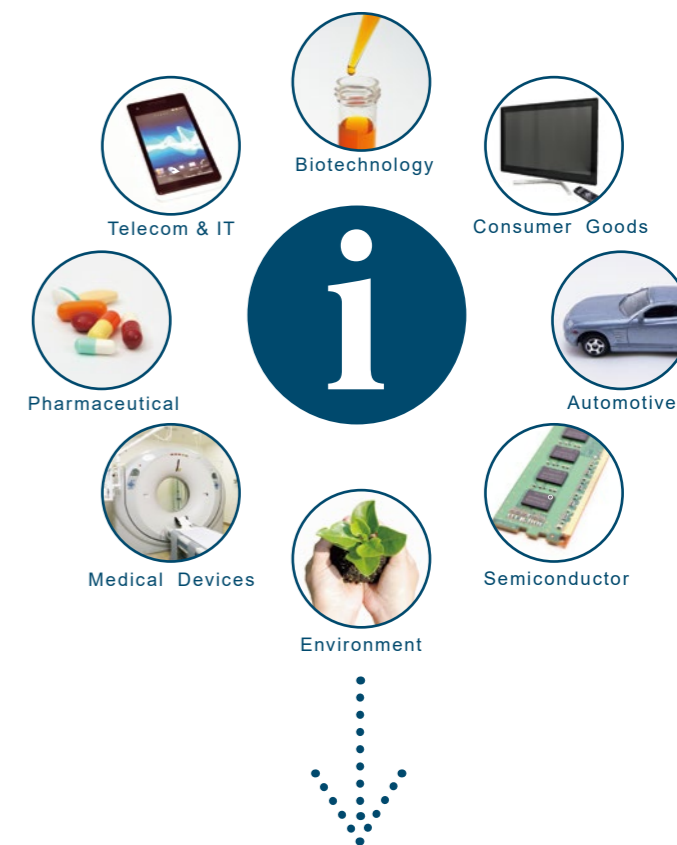 Biotechnology
Telecom & IT
Consumer Goods
i
Pharmaceutical
Automotive
Medical Devices
Semiconductor
Environment